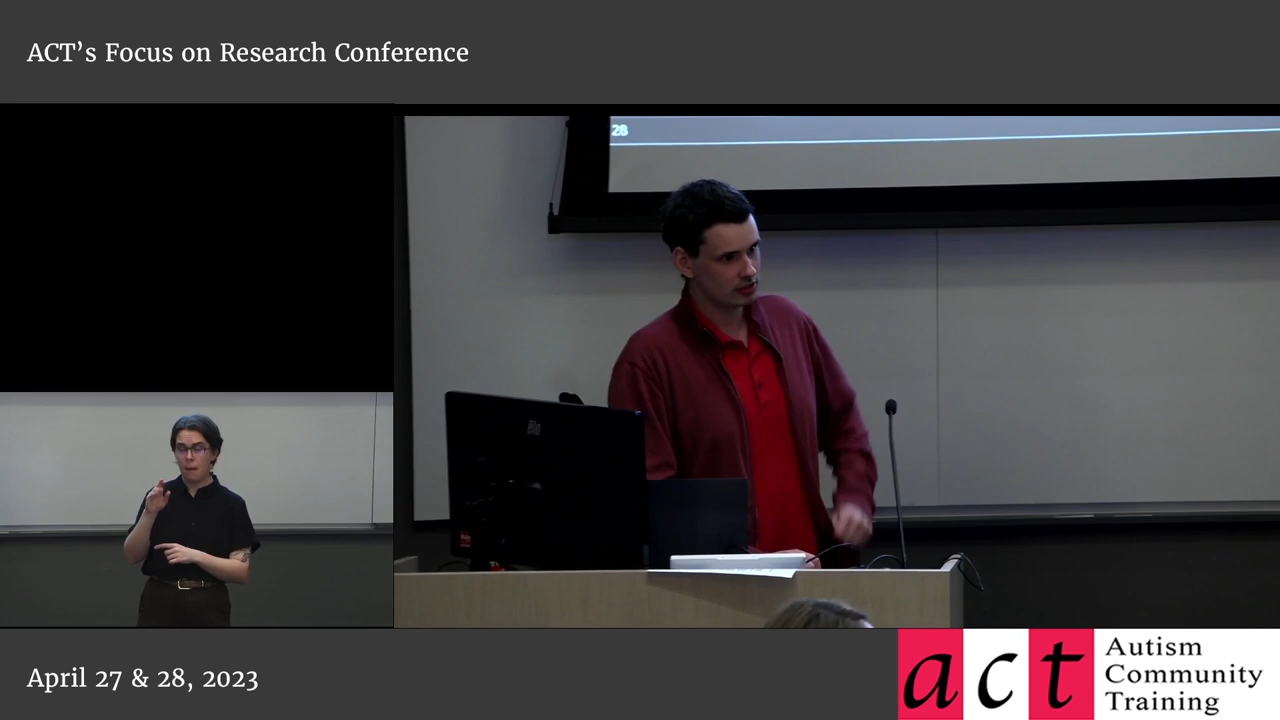 ACT's Focus on Research Conference
28
April 27 & 28, 2023
act
Autism
Community
Training